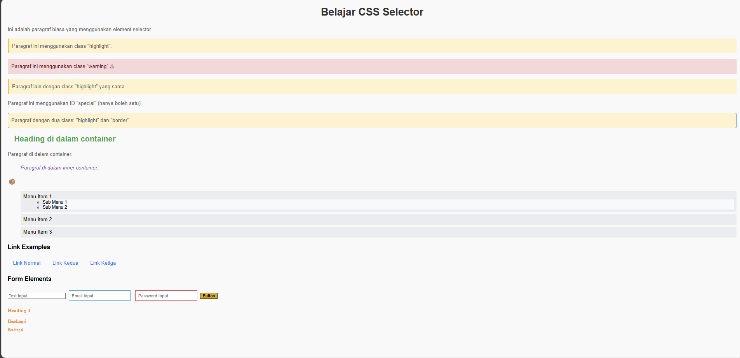 Belajar CSS Selector
Ini adalah paragraf biasa yang menggunakan element selector.
Paragraf ini menggunakan class "highlight".
Paragraf ini menggunakan class "warning" ⚠
Paragraf lain dengan class "highlight" yang sama.
Paragraf ini menggunakan ID "special" (hanya boleh satu).
Paragraf dengan dua class: "highlight" dan "border"
Heading di dalam container
Paragraf di dalam container.
Paragraf di dalam inner container.
Menu Item 1
Sub Menu 1
Sub Menu 2
Menu Item 2
Menu Item 3
Link Examples
Link Normal Link Kedua Link Ketiga
Form Elements
Text input Email input Password input Button
Heading 4